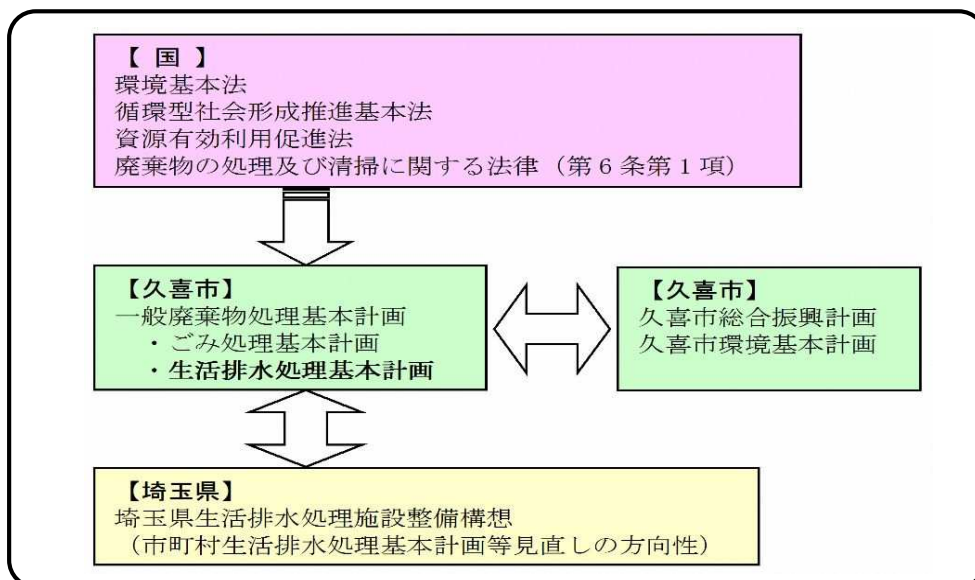 【 国 】
環境基本法
循環型社会形成推進基本法
資源有効利用促進法
廃棄物の処理及び清掃に関する法律（第6条第1項）
【久喜市】
一般廃棄物処理基本計画
・ごみ処理基本計画
・生活排水処理基本計画
【久喜市】
久喜市総合振興計画
久喜市環境基本計画
【埼玉県】
埼玉県生活排水処理施設整備構想
（市町村生活排水処理基本計画等見直しの方向性）